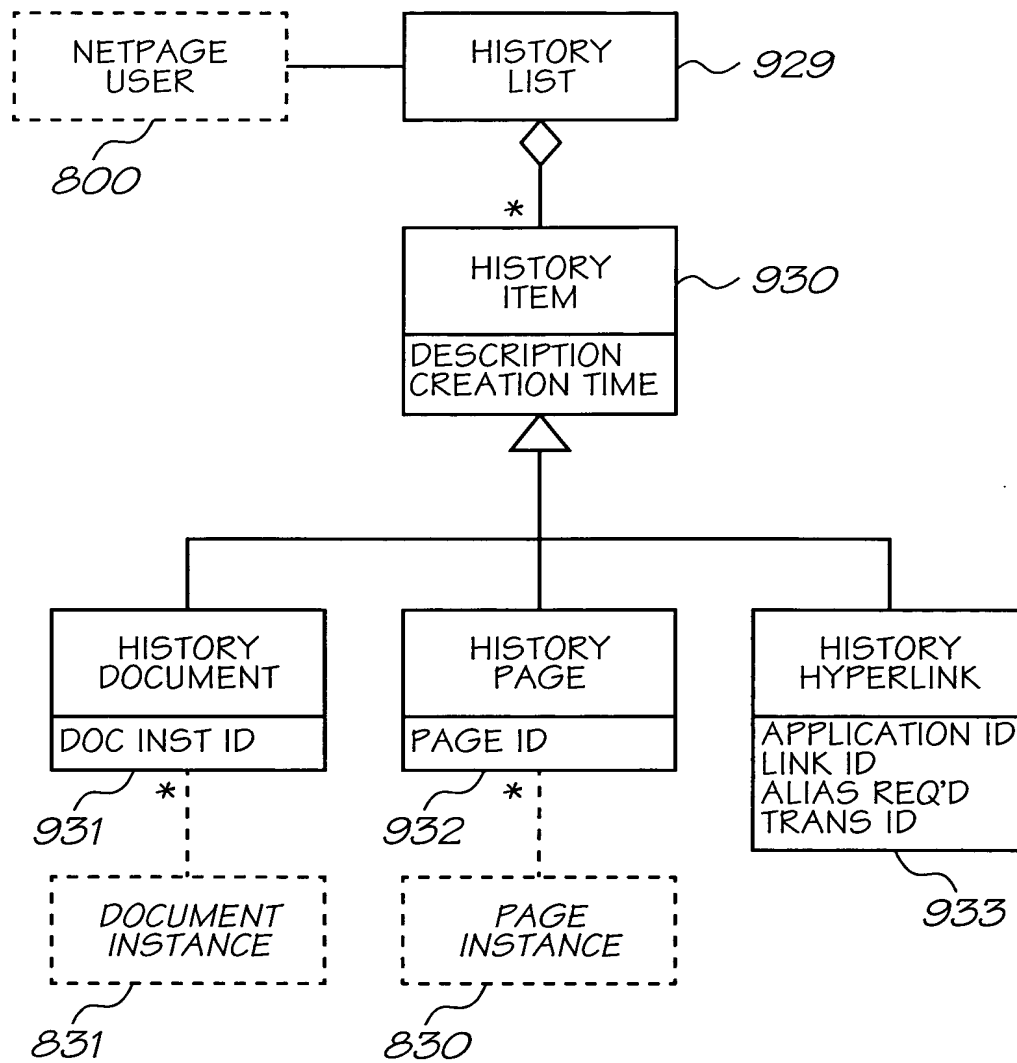 NETPAGE
USER
800
HISTORY
LIST
929
*
HISTORY
ITEM
930
DESCRIPTION
CREATION TIME
HISTORY
DOCUMENT
DOC INST ID
931
*
HISTORY
PAGE
PAGE ID
932
*
HISTORY
HYPERLINK
APPLICATION ID
LINK ID
ALIAS REQ'D
TRANS ID
933
DOCUMENT
INSTANCE
831
PAGE
INSTANCE
830